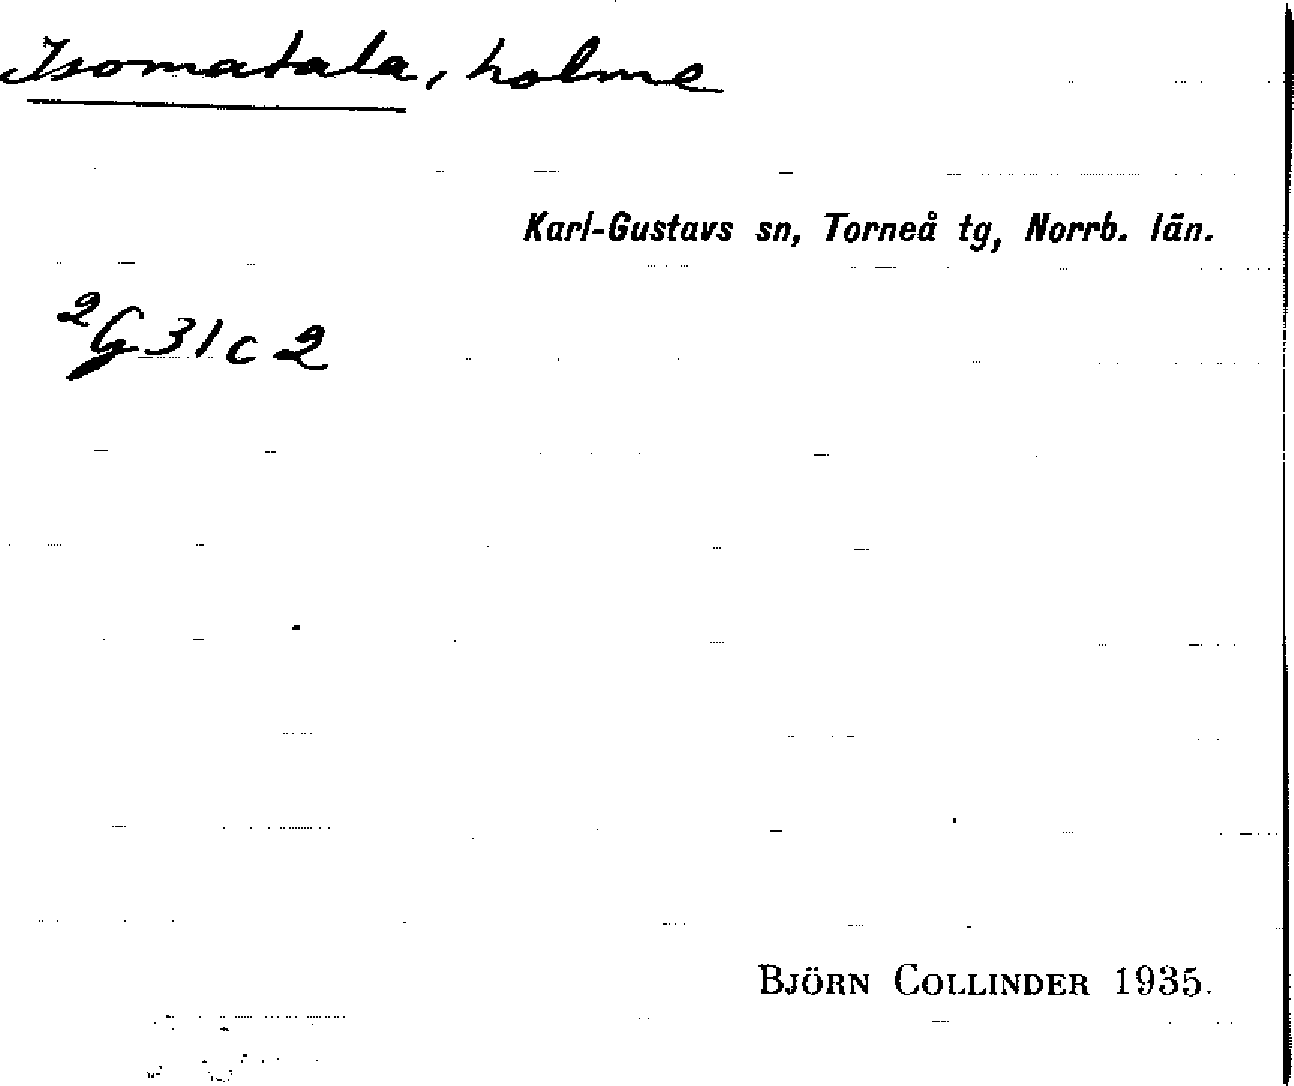 Isomatala, holme
Karl-Gustavs sn, Torneå tg, Norrb. län.
2G31c2
BJÖRN COLLINDER 1935.